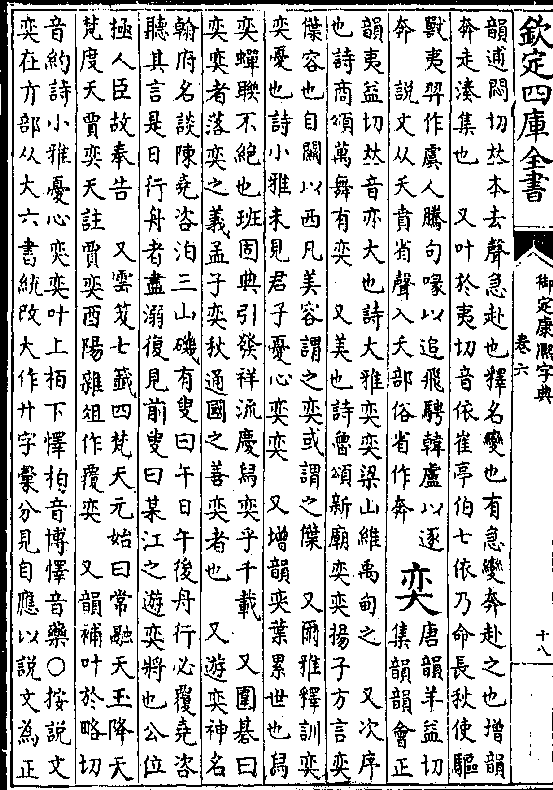 欽定四庫全書
御定康熙字典
卷六
十八
韻逋悶切𠀤本去聲急赴也釋名變也有急變奔赴之也增韻
奔走湊集也　又叶於夷切音依崔亭伯七依乃命長秋使驅
獸夷羿作虞人騰句喙以追飛騁韓盧以逐
奔　說文从夭賁省聲入夭部俗省作奔
奕
唐韻羊益切
集韻韻會正
韻夷益切𠀤音亦大也詩大雅奕奕梁山維禹甸之　又次序
也詩商頌萬舞有奕　又美也詩魯頌新廟奕奕揚子方言奕
僷容也自關以西凡美容謂之奕或謂之僷　又爾雅釋訓奕
奕憂也詩小雅未見君子憂心奕奕　又增韻奕葉累世也舄
奕蟬聯不絕也班固典引發祥流慶舄奕乎千載　又圍碁曰
奕奕者落奕之義孟子奕秋通國之善奕者也　又遊奕神名
翰府名談陳堯咨泊三山磯有叟曰午日午後舟行必覆堯咨
聽其言是日行舟者盡溺復見前叟曰某江之遊奕將也公位
極人臣故奉告　又雲笈七籤四梵天元始曰常融天玉隆天
梵度天賈奕天註賈奕酉陽雜俎作覆奕　又韻補叶於略切
音約詩小雅憂心奕奕叶上栢下懌栢音博懌音藥○按說文
奕在亣部从大六書統改大作廾字彙分見自應以說文為正